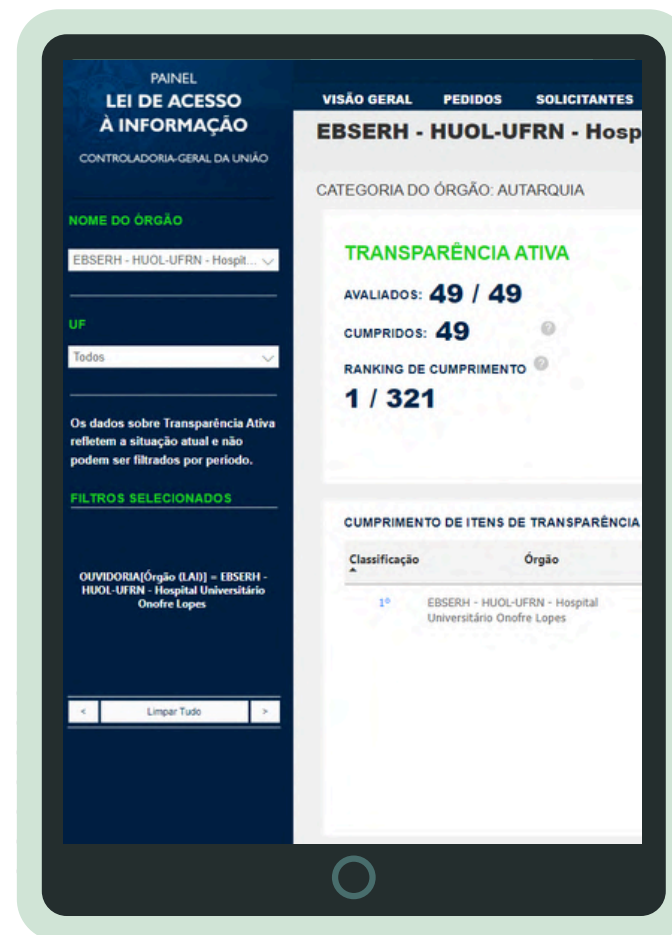 PAINEL
LEI DE ACESSO
À INFORMAÇÃO
CONTROLADORIA-GERAL DA UNIÃO
NOME DO ÓRGÃO
EBSERH - HUOL-UFRN - Hospit...
UF
Todos
Os dados sobre Transparência Ativa
refletem a situação atual e não
podem ser filtrados por período.
FILTROS SELECIONADOS
OUVIDORIA[Órgão (LAI)] = EBSERH -
HUOL-UFRN - Hospital Universitário
Onofre Lopes
< Limpar Tudo >
VISÃO GERAL PEDIDOS SOLICITANTES
EBSERH - HUOL-UFRN - Hosp
CATEGORIA DO ÓRGÃO: AUTARQUIA
TRANSPARÊNCIA ATIVA
AVALIADOS: 49 / 49
CUMPRIDOS: 49 ?
RANKING DE CUMPRIMENTO ?
1 / 321
CUMPRIMENTO DE ITENS DE TRANSPARÊNCIA
Classificação Órgão
1º EBSERH - HUOL-UFRN - Hospital
Universitário Onofre Lopes